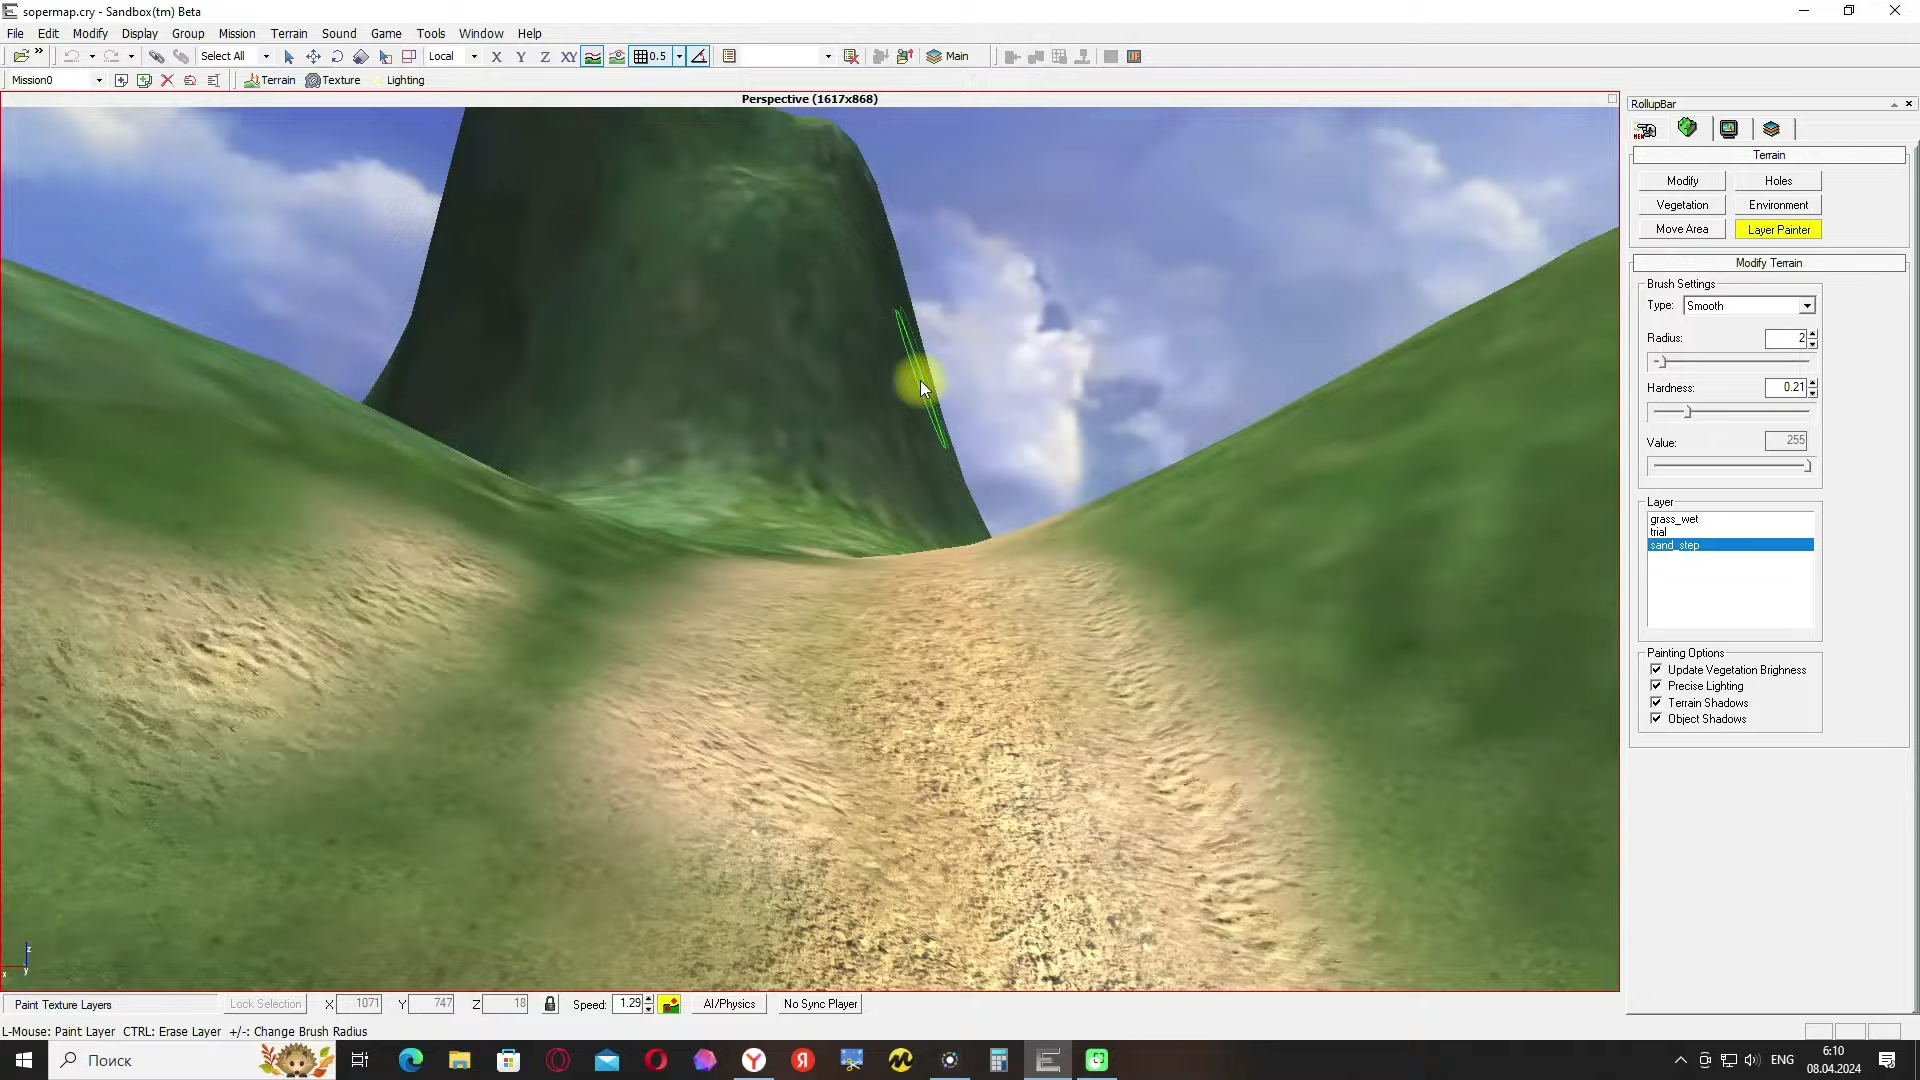 sopermap.cry - Sandbox(tm) Beta
File Edit Modify Display Group Mission Terrain Sound Game Tools Window Help
» Select All Local X Y Z XY 0.5 Main
Mission0 Terrain Texture Lighting
Perspective (1617x868)
RollupBar
NEW
Terrain
Modify Holes
Vegetation Environment
Move Area Layer Painter
Modify Terrain
Brush Settings
Type: Smooth
Radius: 2
Hardness: 0.21
Value: 255
Layer
grass_wet
trial
sand_step
Painting Options
Update Vegetation Brighness
Precise Lighting
Terrain Shadows
Object Shadows
z
x y
Paint Texture Layers Lock Selection X 1071 Y 747 Z 18 Speed: 1.29 AI/Physics No Sync Player
L-Mouse: Paint Layer CTRL: Erase Layer +/-: Change Brush Radius
Поиск ENG 6:10
08.04.2024